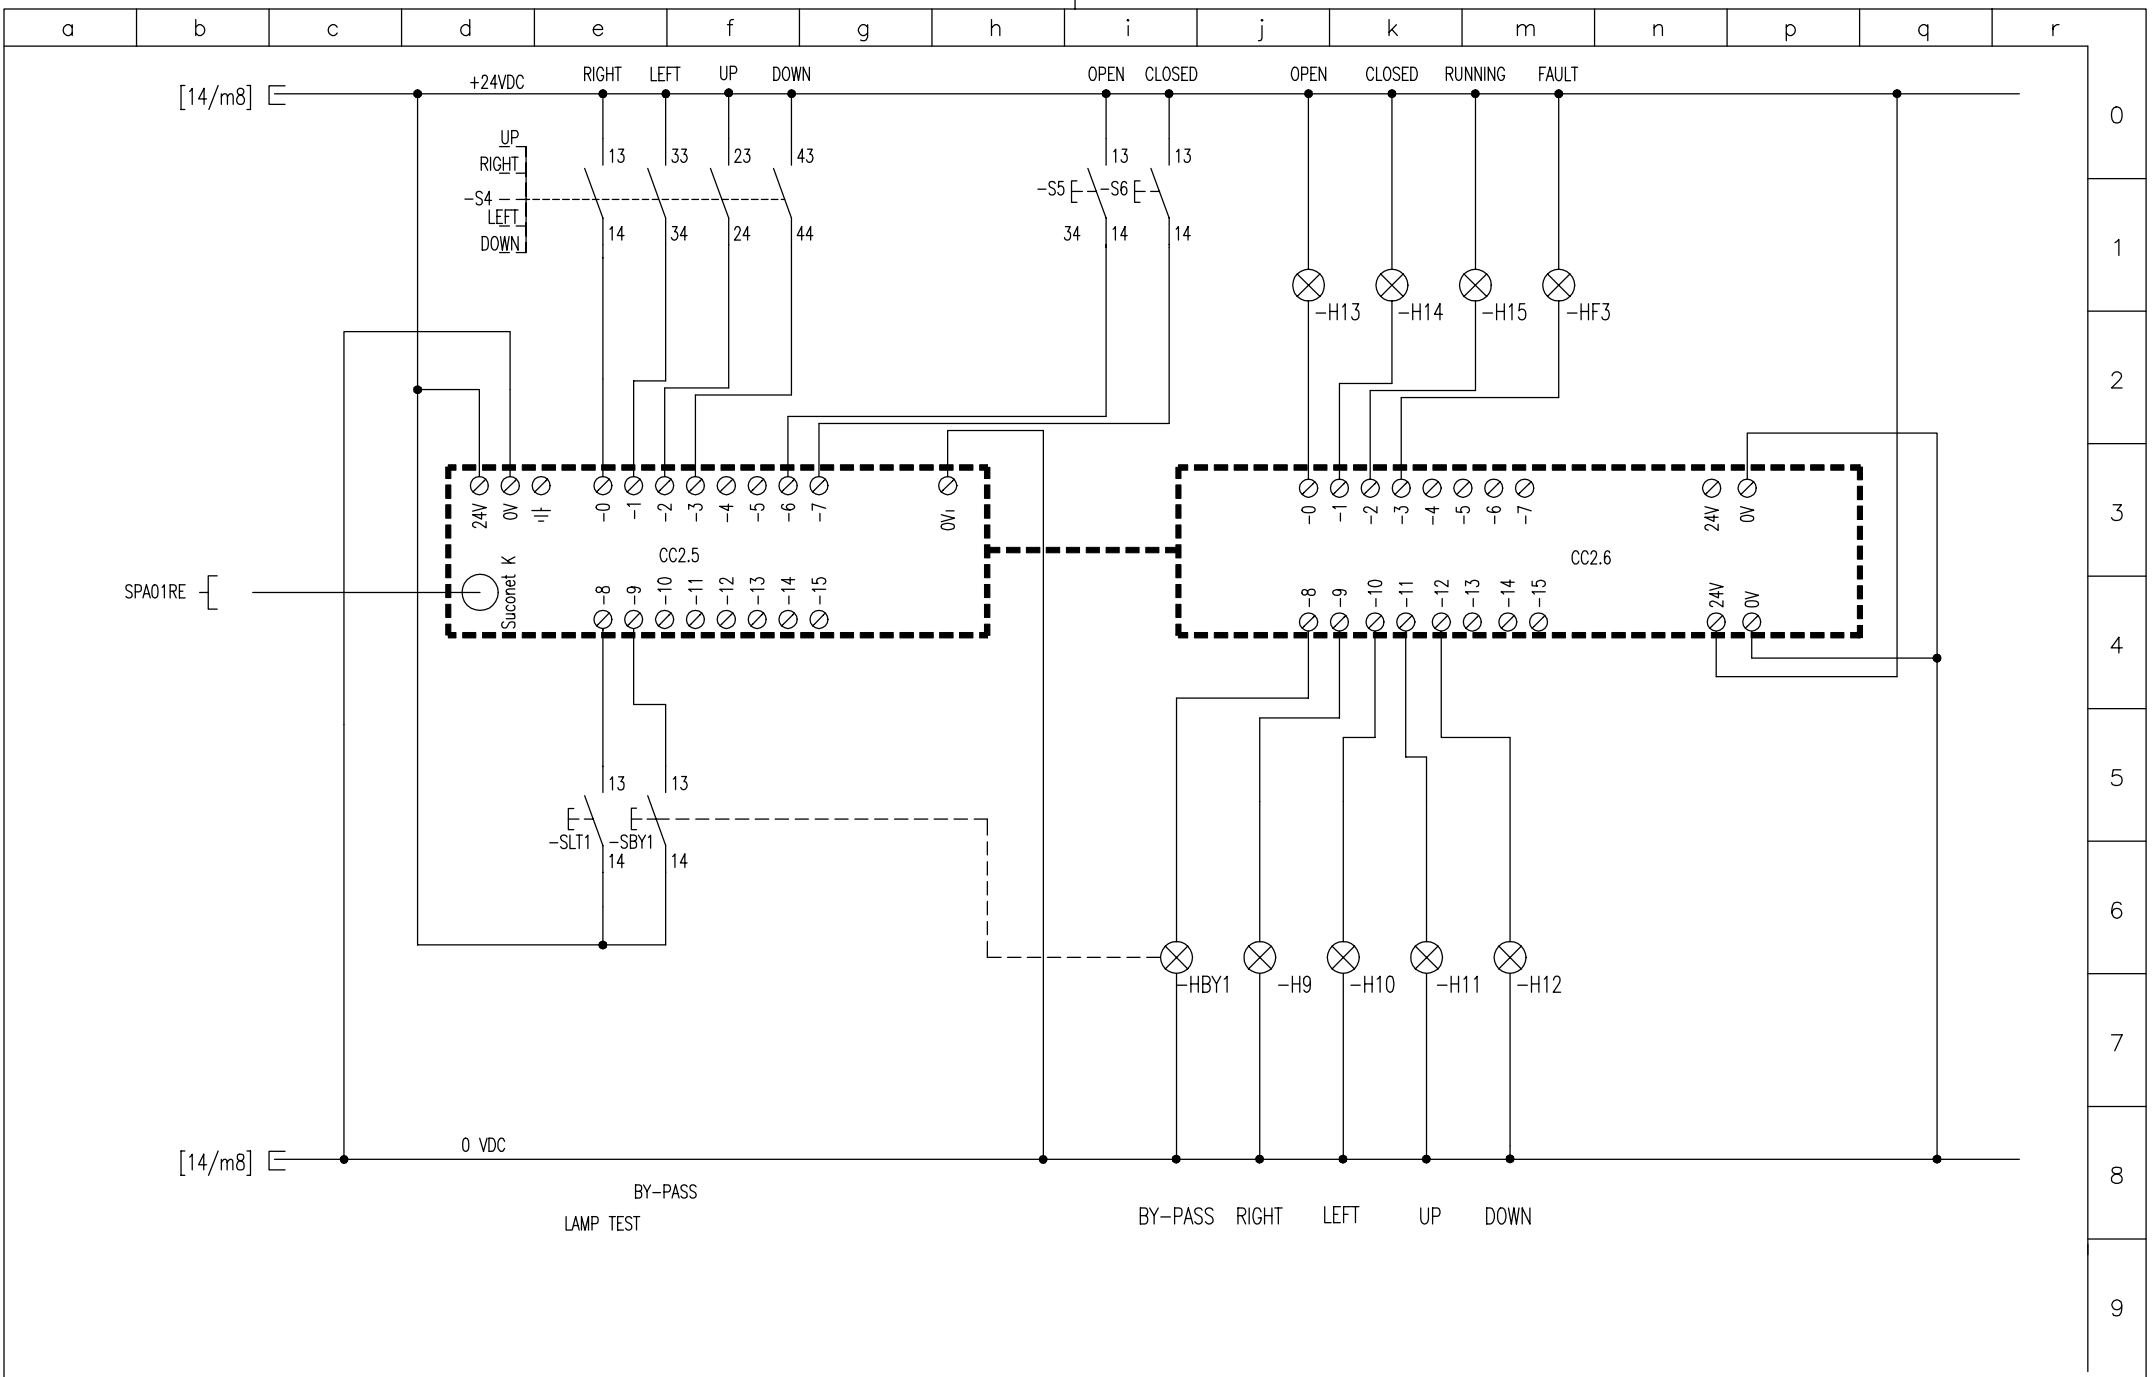 a b c d e f g h i j k m n p q r
RIGHT LEFT UP DOWN OPEN CLOSED OPEN CLOSED RUNNING FAULT
+24VDC
[14/m8]
0
UP
RIGHT
-S4
LEFT
DOWN
13 33 23 43 13 13
-S5 -S6
14 34 24 44 34 14 14
1
-H13 -H14 -H15 -HF3
2
24V 0V -0 -1 -2 -3 -4 -5 -6 -7 0VI
-0 -1 -2 -3 -4 -5 -6 -7 24V 0V
3
CC2.5
CC2.6
SPA01RE
Suconet K
-8 -9 -10 -11 -12 -13 -14 -15
-8 -9 -10 -11 -12 -13 -14 -15 24V 0V
4
13 13
5
-SLT1 -SBY1
14 14
6
-HBY1 -H9 -H10 -H11 -H12
7
0 VDC
[14/m8]
8
BY-PASS
LAMP TEST
BY-PASS RIGHT LEFT UP DOWN
9